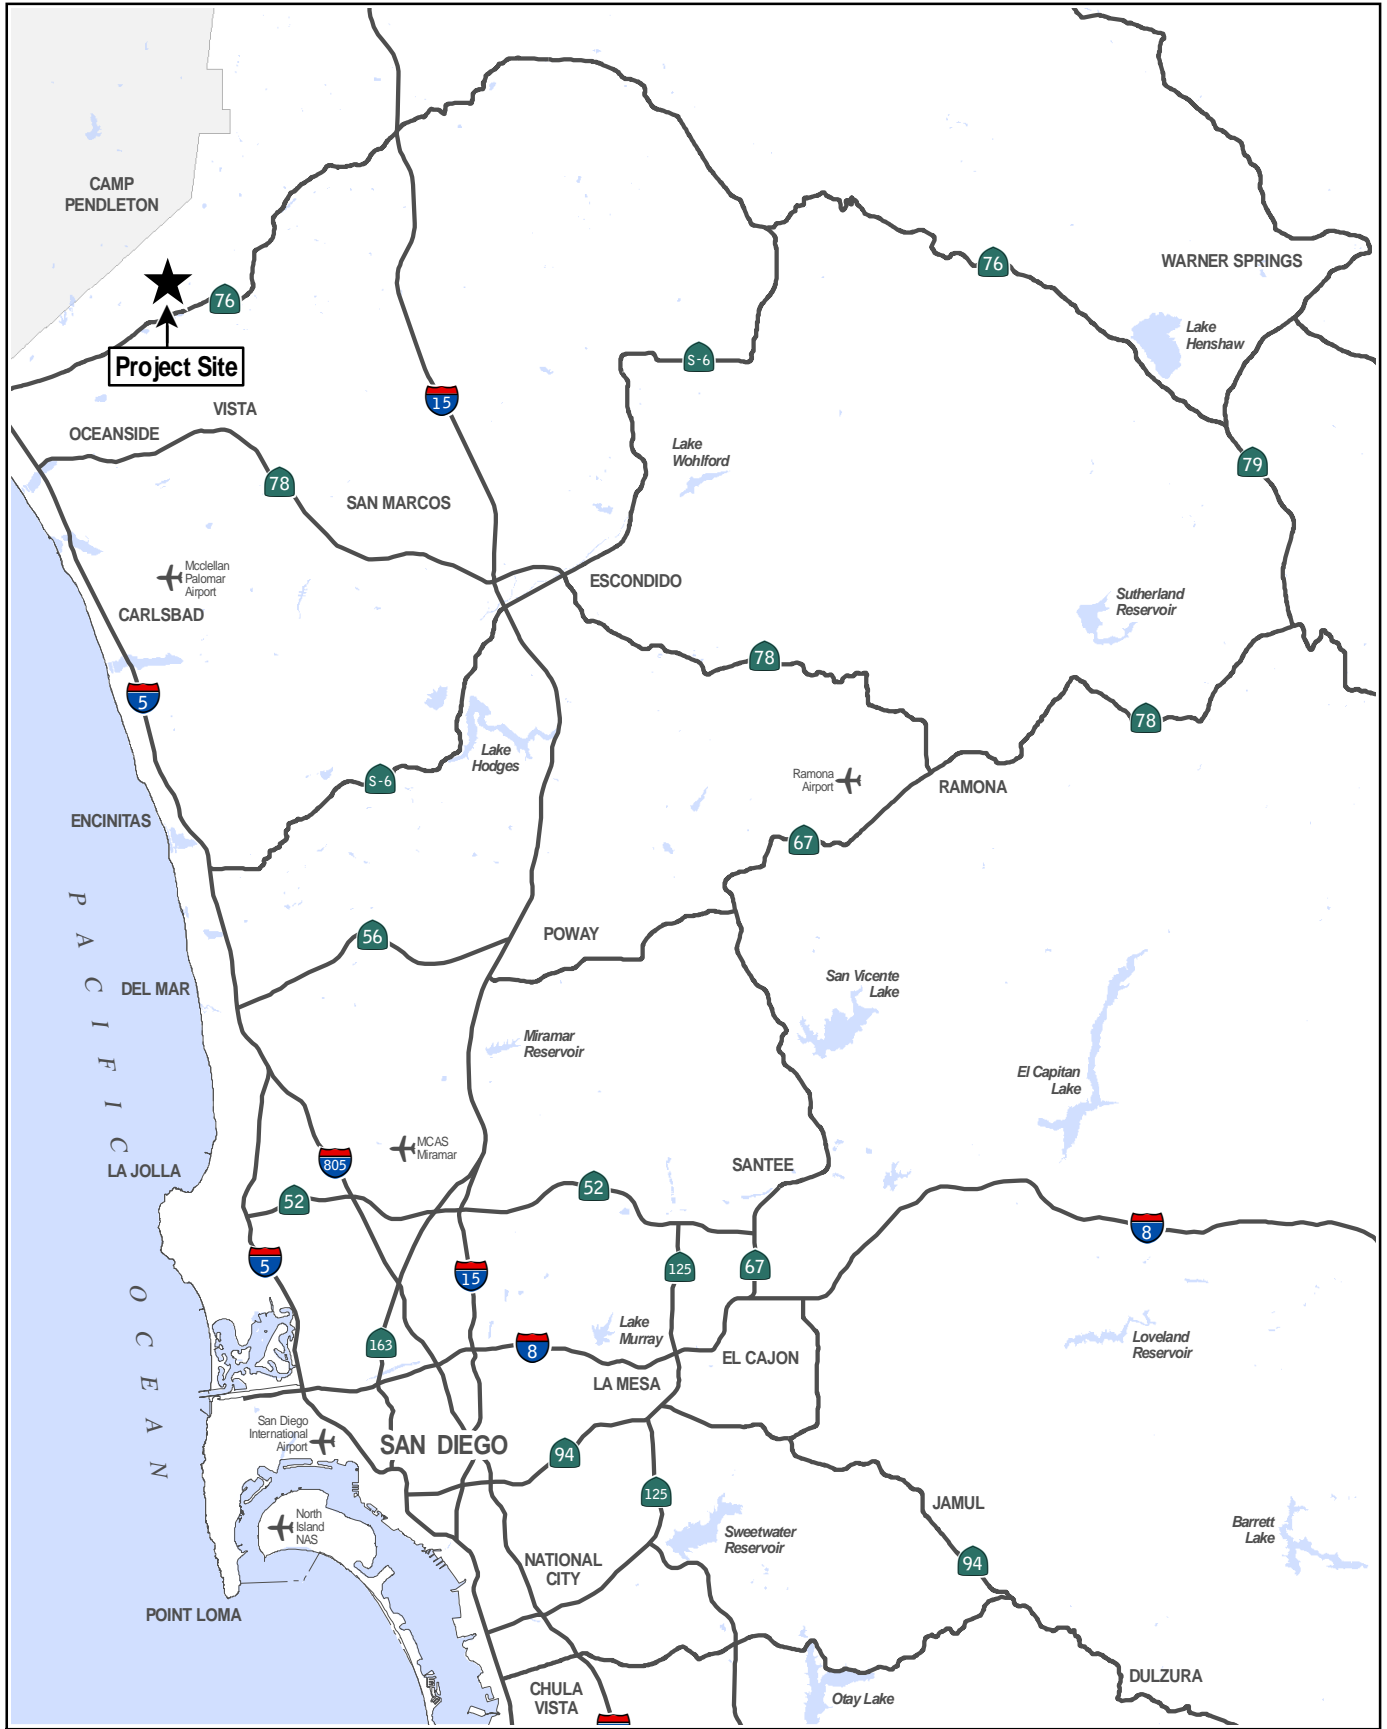 CAMP
PENDLETON
76
WARNER SPRINGS
76
Lake
Henshaw
Project Site
S-6
15
VISTA
OCEANSIDE
Lake
Wohlford
79
78
SAN MARCOS
Mcclellan
Palomar
Airport
ESCONDIDO
CARLSBAD
Sutherland
Reservoir
78
5
78
Lake
Hodges
S-6
Ramona
Airport
RAMONA
ENCINITAS
67
56
POWAY
DEL MAR
San Vicente
Lake
Miramar
Reservoir
El Capitan
Lake
MCAS
Miramar
805
LA JOLLA
SANTEE
52
52
8
5
15
125
67
PACIFIC OCEAN
163
8
Lake
Murray
EL CAJON
Loveland
Reservoir
LA MESA
San Diego
International
Airport
SAN DIEGO
94
125
JAMUL
North
Island
NAS
Sweetwater
Reservoir
Barrett
Lake
NATIONAL
CITY
94
POINT LOMA
CHULA
VISTA
Otay Lake
DULZURA